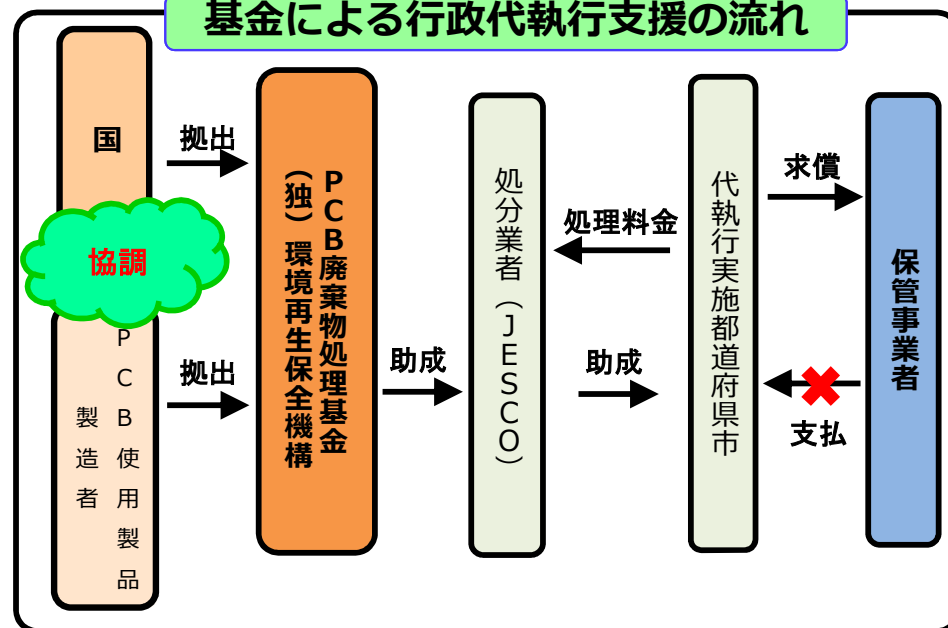 基金による行政代執行支援の流れ
国
協調
PCB使用製品
製造者
拠出
拠出
PCB廃棄物処理基金
（独）環境再生保全機構
助成
処分業者（JESCO）
処理料金
助成
代執行実施都道府県市
求償
支払
保管事業者